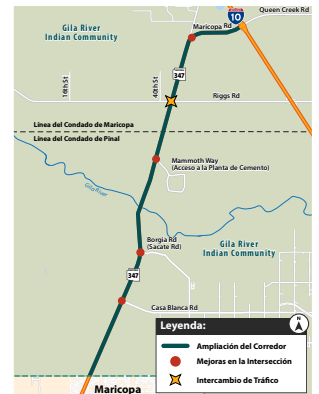 Queen Creek Rd
10
Gila River
Indian Community
Maricopa Rd
16th St
40th St
347
Riggs Rd
Línea del Condado de Maricopa
Línea del Condado de Pinal
Mammoth Way
(Acceso a la Planta de Cemento)
Gila River
Borgia Rd
(Sacate Rd)
Gila River
Indian Community
347
Casa Blanca Rd
Leyenda:
N
Ampliación del Corredor
Mejoras en la Intersección
Intercambio de Tráfico
Maricopa